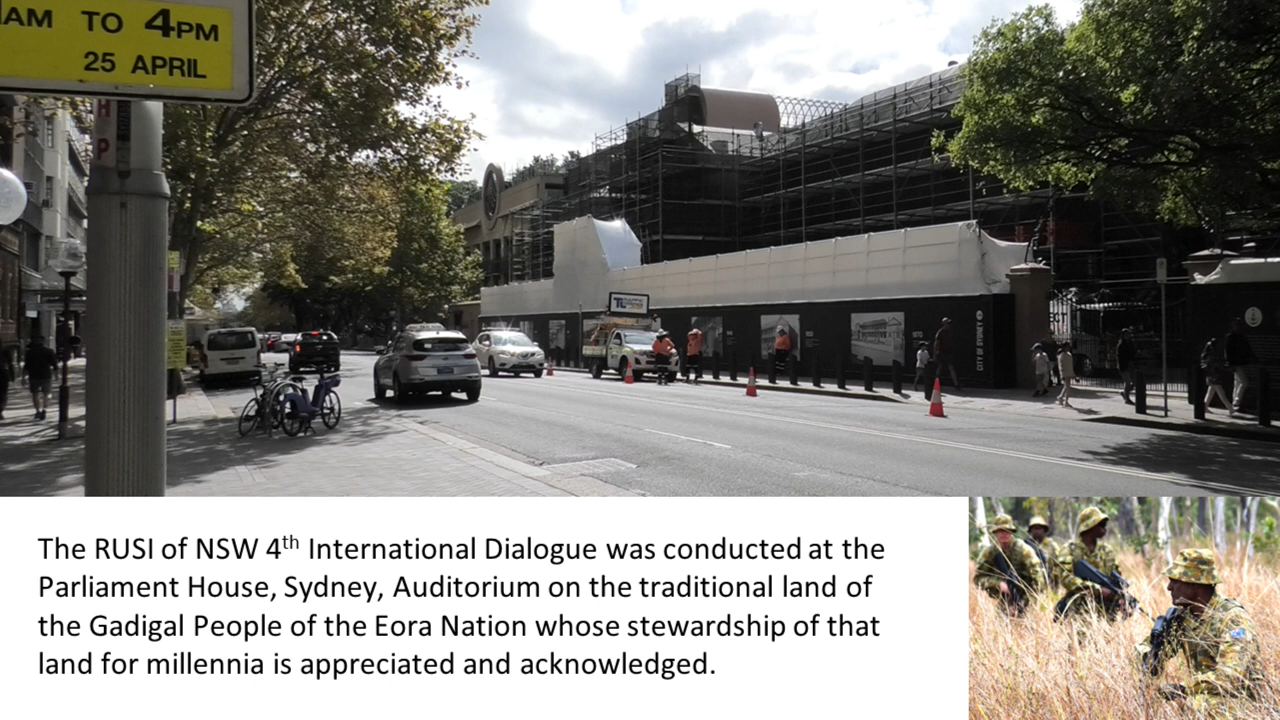 AM TO 4PM
25 APRIL
H
P
CITY OF SYDNEY
The RUSI of NSW 4th International Dialogue was conducted at the
Parliament House, Sydney, Auditorium on the traditional land of
the Gadigal People of the Eora Nation whose stewardship of that
land for millennia is appreciated and acknowledged.